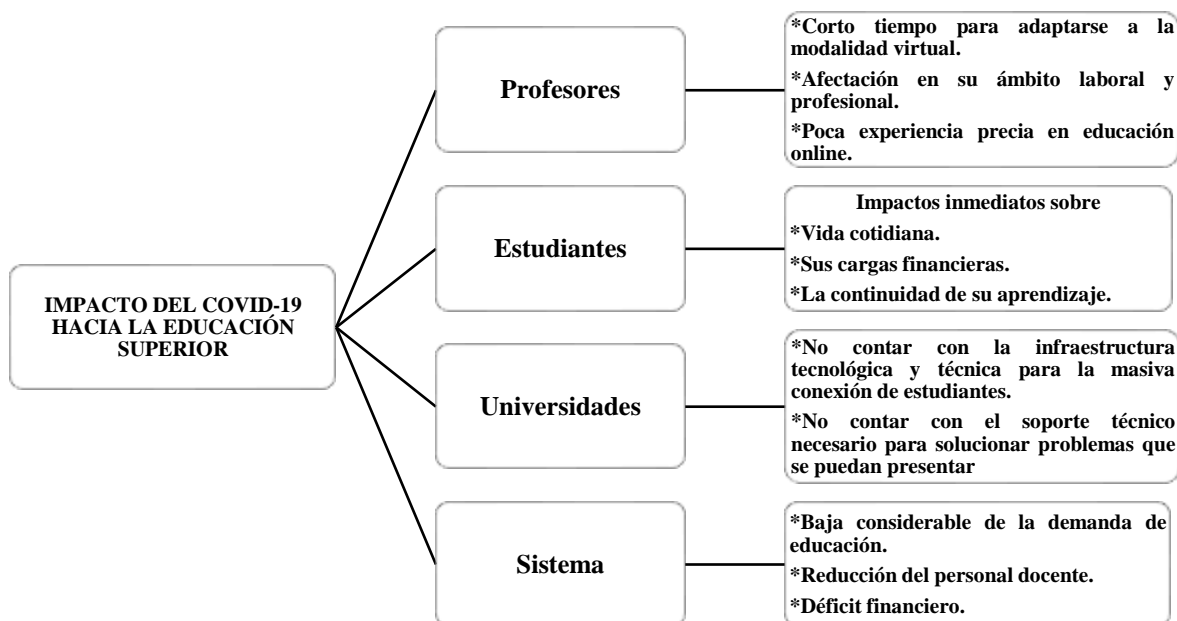 IMPACTO DEL COVID-19
HACIA LA EDUCACIÓN
SUPERIOR
Profesores
*Corto tiempo para adaptarse a la
modalidad virtual.
*Afectación en su ámbito laboral y
profesional.
*Poca experiencia precia en educación
online.
Estudiantes
Impactos inmediatos sobre
*Vida cotidiana.
*Sus cargas financieras.
*La continuidad de su aprendizaje.
Universidades
*No contar con la infraestructura
tecnológica y técnica para la masiva
conexión de estudiantes.
*No contar con el soporte técnico
necesario para solucionar problemas que
se puedan presentar
Sistema
*Baja considerable de la demanda de
educación.
*Reducción del personal docente.
*Déficit financiero.